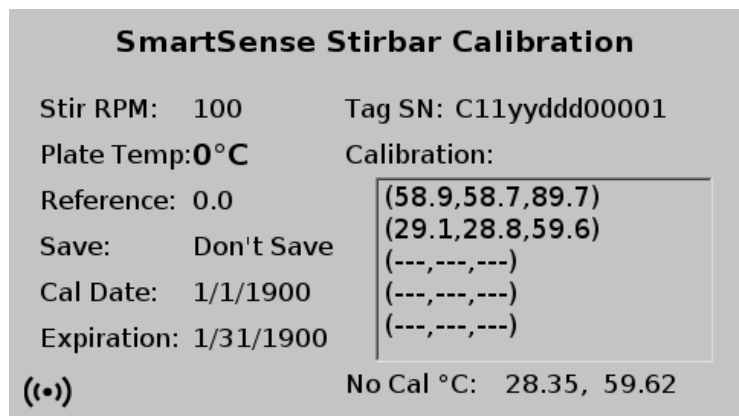 SmartSense Stirbar Calibration
Stir RPM: 100
Plate Temp: 0°C
Reference: 0.0
Save: Don't Save
Cal Date: 1/1/1900
Expiration: 1/31/1900
Tag SN: C11yyddd00001
Calibration:
(58.9,58.7,89.7)
(29.1,28.8,59.6)
(---,---,---)
(---,---,---)
(---,---,---)
No Cal °C: 28.35, 59.62